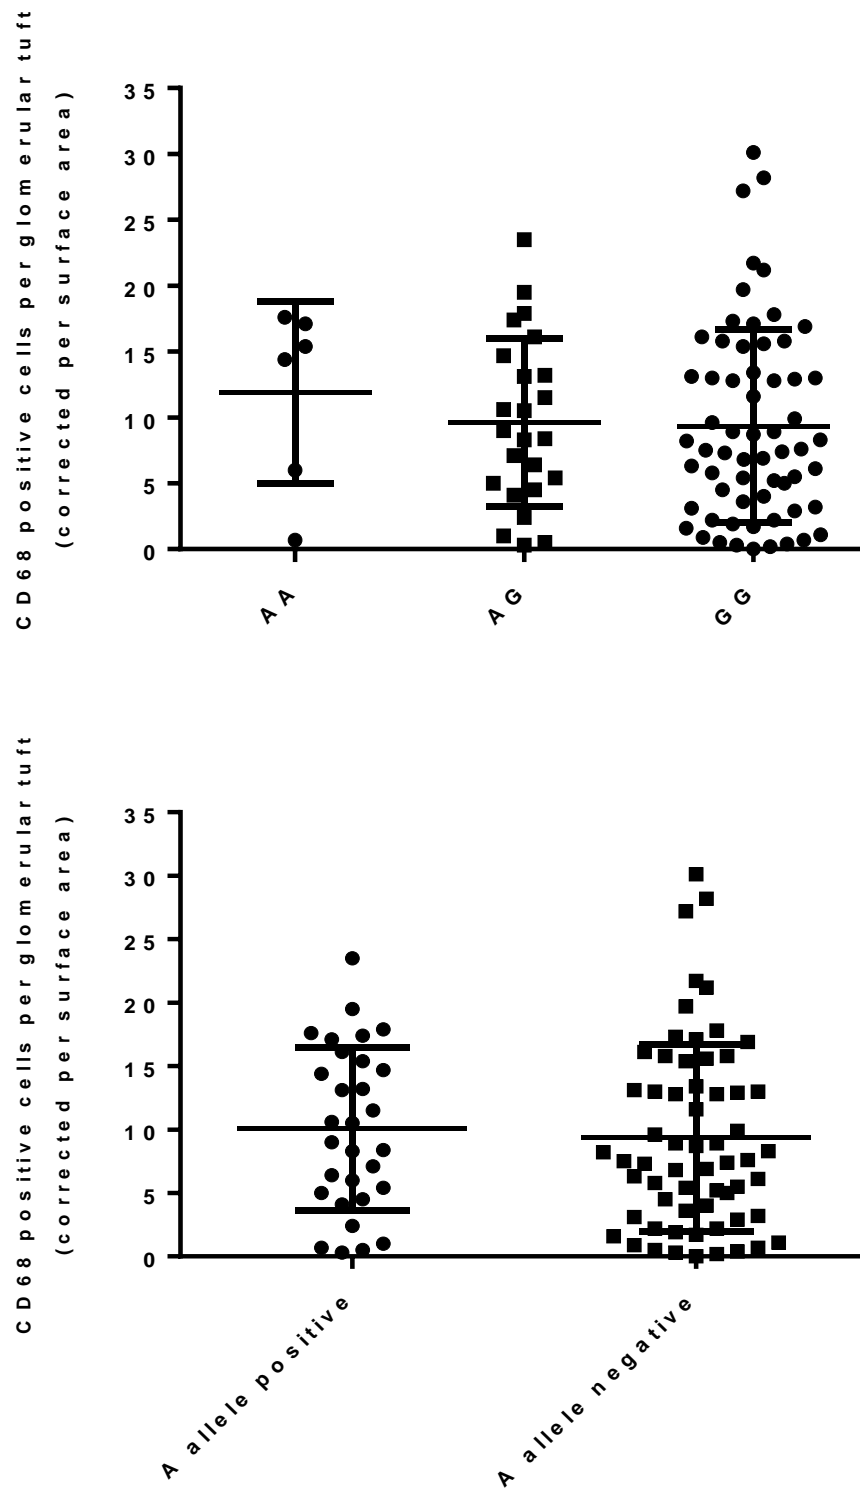 CD68 positive cells per glomerular tuft
(corrected per surface area)
35
30
25
20
15
10
5
0
AA
AG
GG
CD68 positive cells per glomerular tuft
(corrected per surface area)
35
30
25
20
15
10
5
0
A allele positive
A allele negative